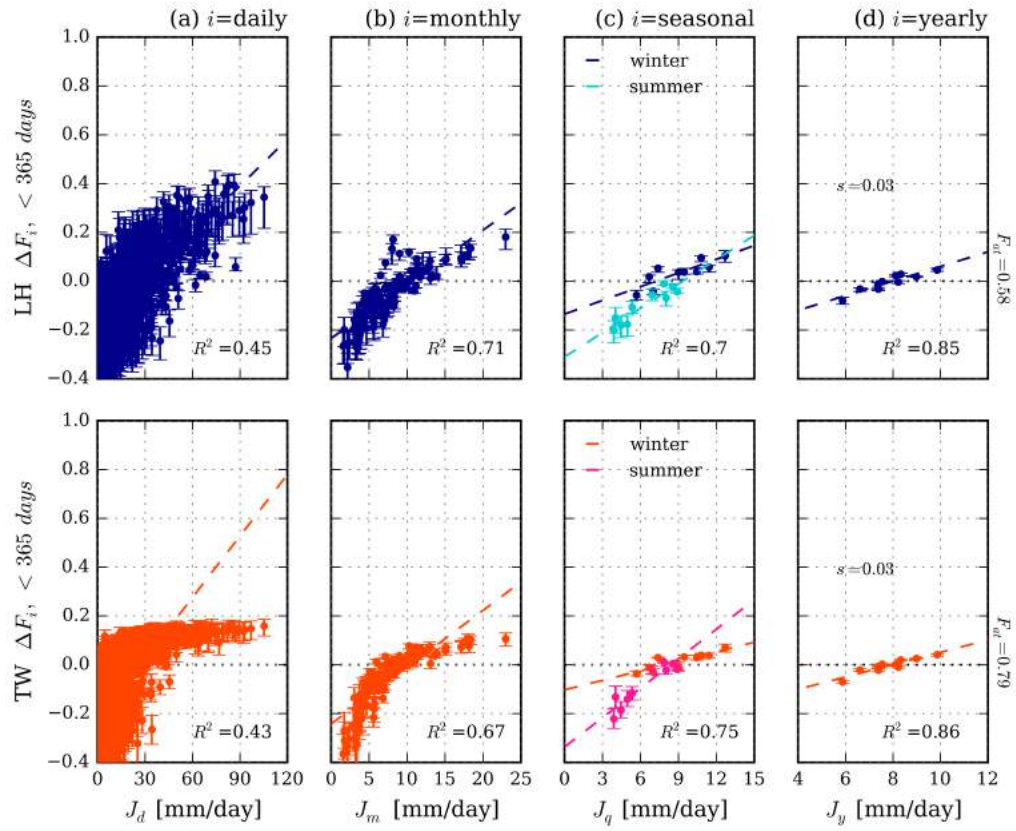 (a) i=daily (b) i=monthly (c) i=seasonal (d) i=yearly
LH ΔF_i, < 365 days
1.0
0.8
0.6
0.4
0.2
0.0
−0.2
−0.4
R² =0.45
R² =0.71
winter
summer
R² =0.7
s=0.03
R² =0.85
F_at =0.58
TW ΔF_i, < 365 days
1.0
0.8
0.6
0.4
0.2
0.0
−0.2
−0.4
R² =0.43
R² =0.67
winter
summer
R² =0.75
s=0.03
R² =0.86
F_at =0.79
0 30 60 90 120
0 5 10 15 20 25
0 3 6 9 12 15
4 6 8 10 12
J_d [mm/day] J_m [mm/day] J_q [mm/day] J_y [mm/day]